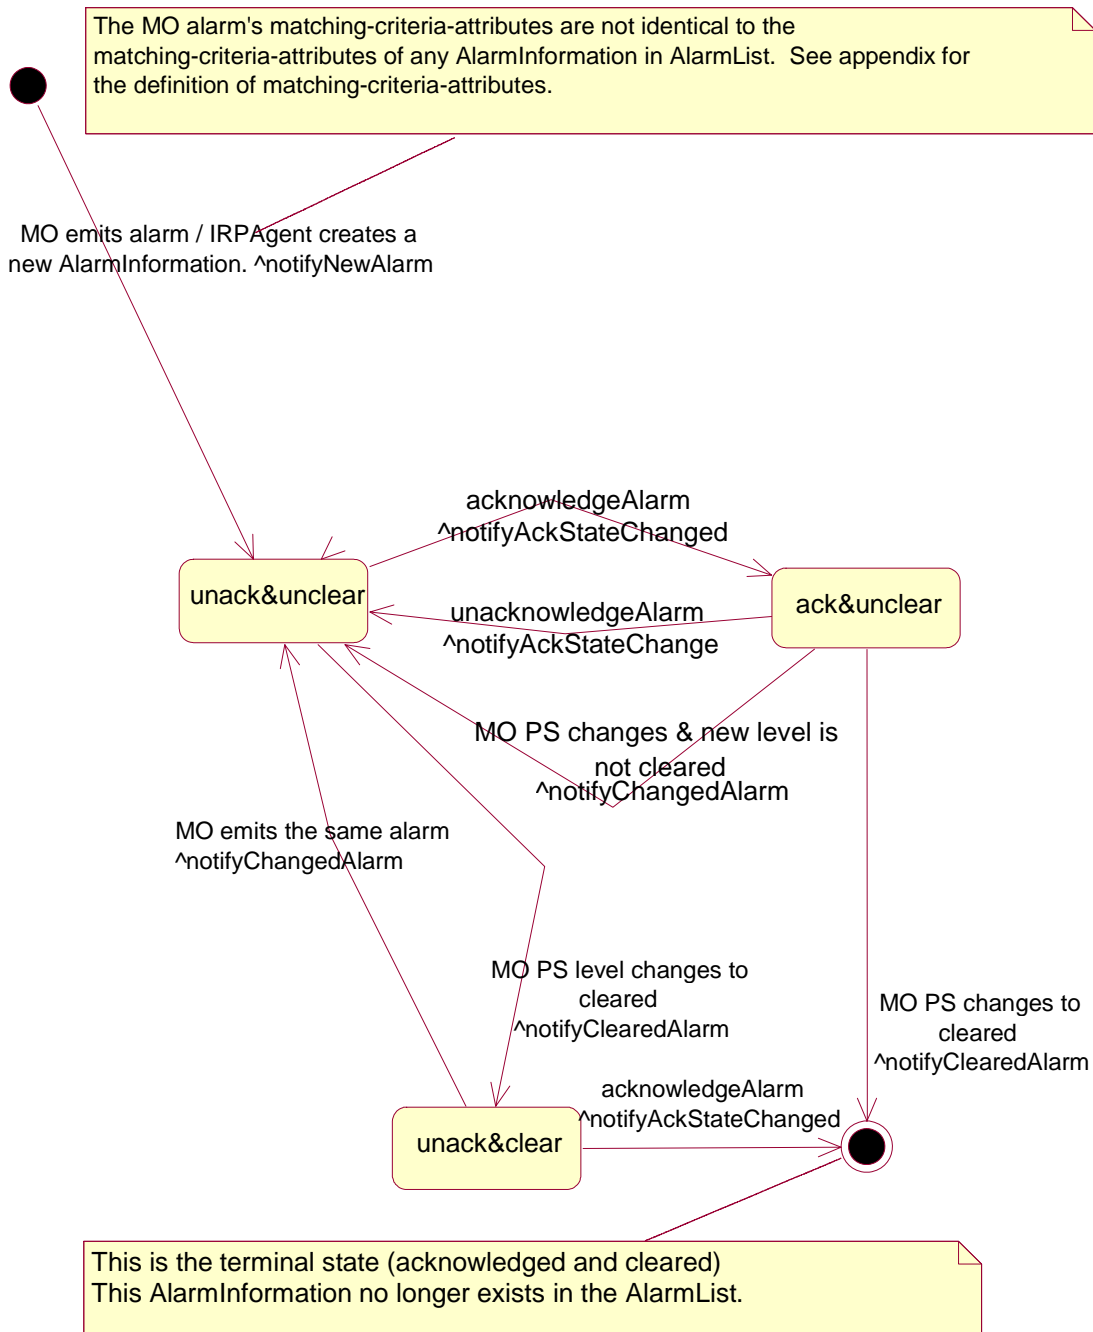 The MO alarm's matching-criteria-attributes are not identical to the
matching-criteria-attributes of any AlarmInformation in AlarmList.  See appendix for
the definition of matching-criteria-attributes.
MO emits alarm / IRPAgent creates a
new AlarmInformation. ^notifyNewAlarm
acknowledgeAlarm
^notifyAckStateChanged
unack&unclear
ack&unclear
unacknowledgeAlarm
^notifyAckStateChange
MO PS changes & new level is
not cleared
^notifyChangedAlarm
MO emits the same alarm
^notifyChangedAlarm
MO PS level changes to
cleared
^notifyClearedAlarm
MO PS changes to
cleared
^notifyClearedAlarm
acknowledgeAlarm
^notifyAckStateChanged
unack&clear
This is the terminal state (acknowledged and cleared)
This AlarmInformation no longer exists in the AlarmList.